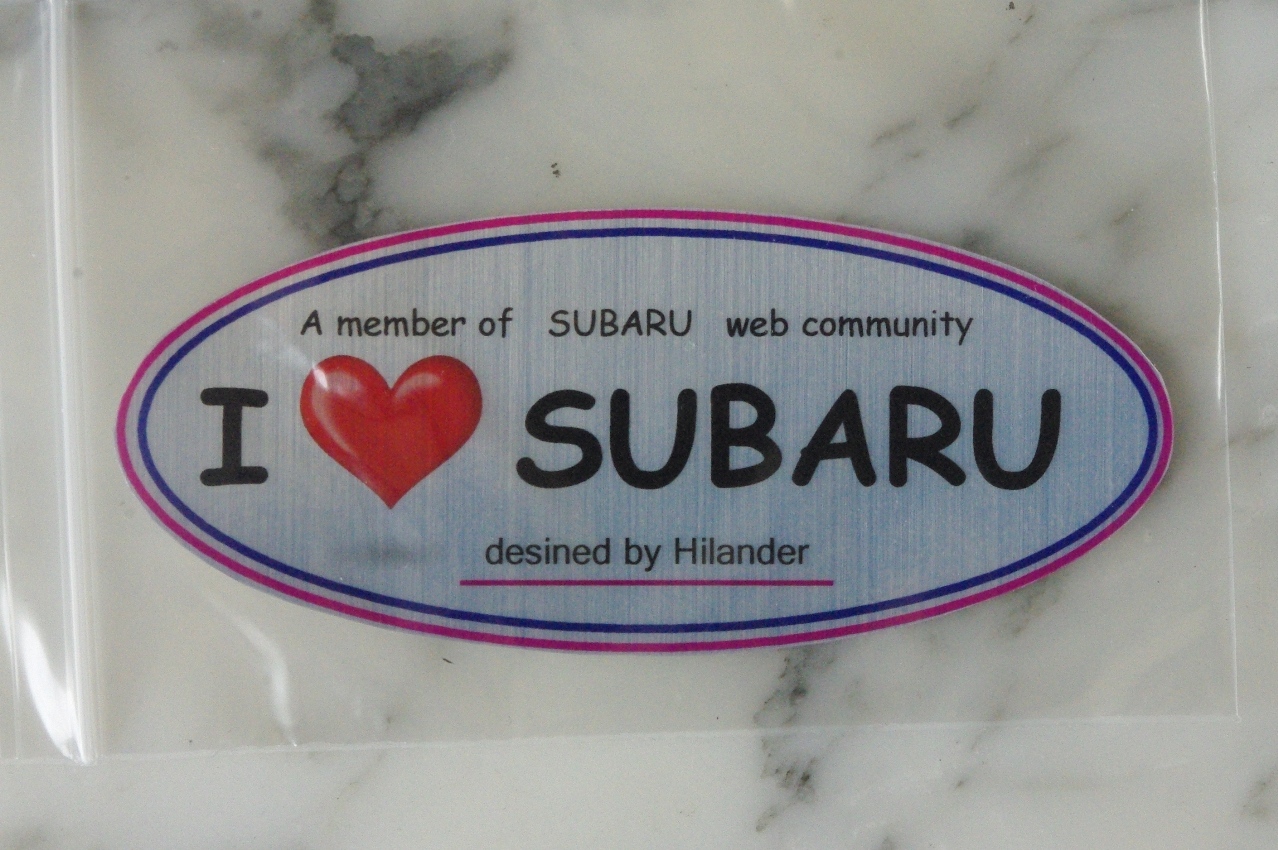 A member of SUBARU web community
I ❤ SUBARU
desined by Hilander